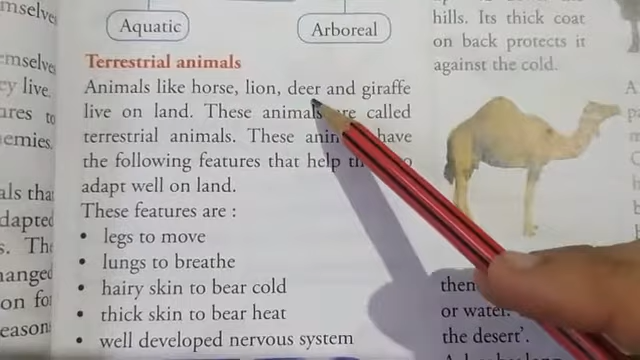 mselve
Aquatic
Arboreal
hills. Its thick coat
on back protects it
against the cold.
Terrestrial animals
Animals like horse, lion, deer and giraffe
live on land. These animals are called
terrestrial animals. These have
the following features that help
adapt well on land.
These features are :
• legs to move
• lungs to breathe
• hairy skin to bear cold
• thick skin to bear heat
• well developed nervous system
or water.
the desert'.